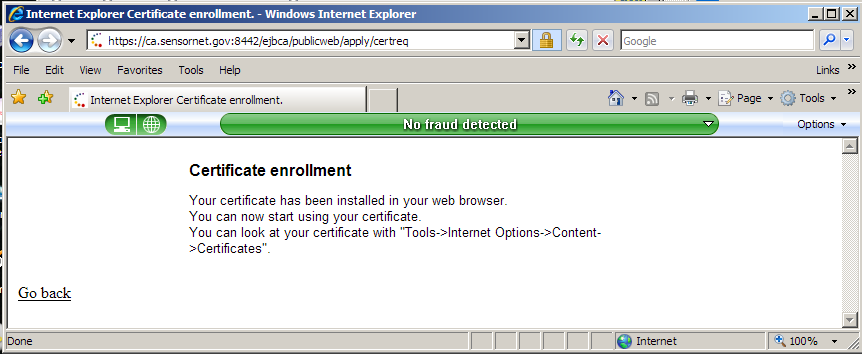 Internet Explorer Certificate enrollment. - Windows Internet Explorer
https://ca.sensornet.gov:8442/ejbca/publicweb/apply/certreq
Google
File Edit View Favorites Tools Help
Links »
Internet Explorer Certificate enrollment.
Page Tools »
No fraud detected
Options
Certificate enrollment
Your certificate has been installed in your web browser.
You can now start using your certificate.
You can look at your certificate with "Tools->Internet Options->Content-
>Certificates".
Go back
Done
Internet
100%